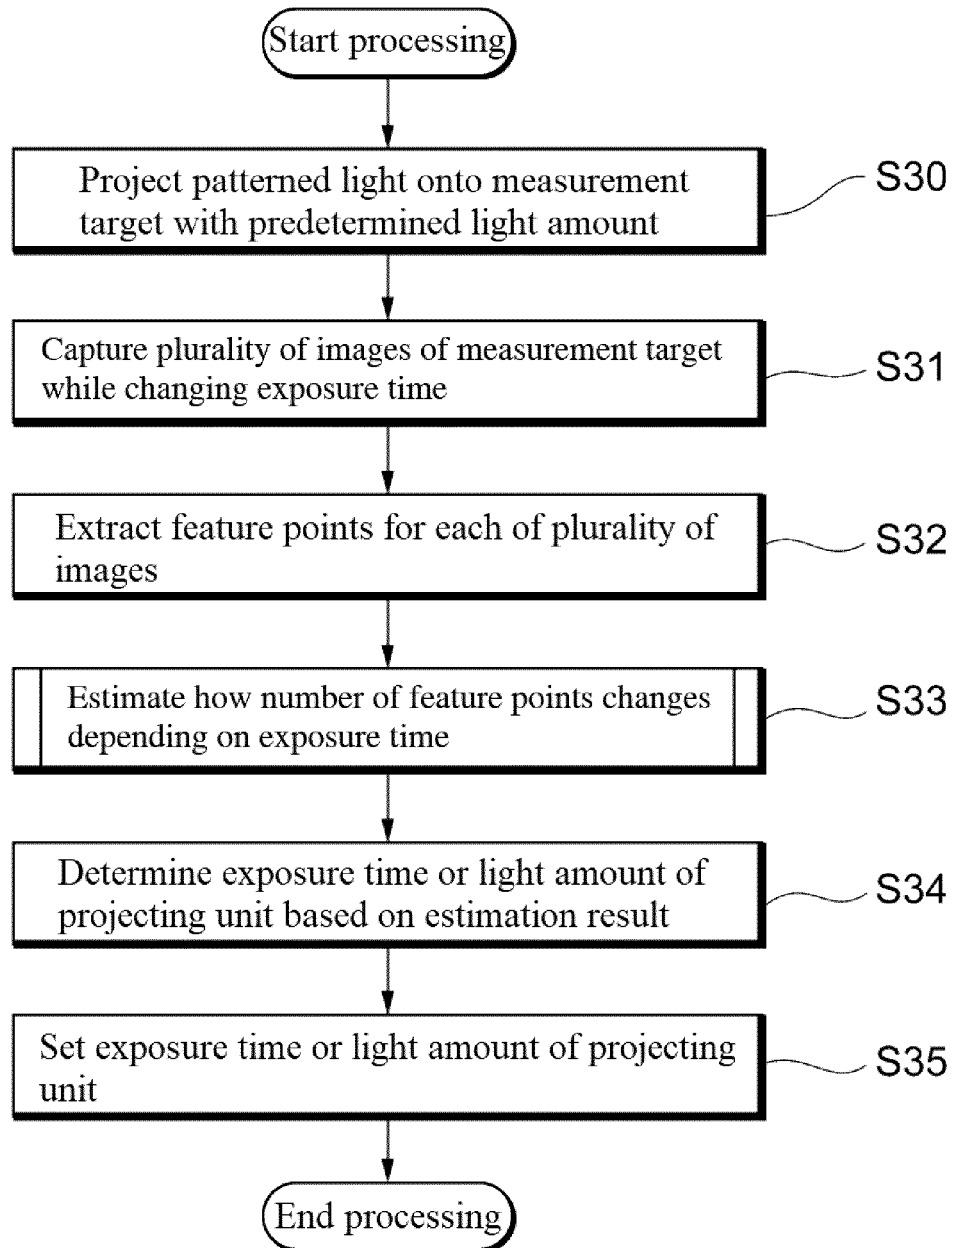 Start processing
Project patterned light onto measurement
target with predetermined light amount
S30
Capture plurality of images of measurement target
while changing exposure time
S31
Extract feature points for each of plurality of
images
S32
Estimate how number of feature points changes
depending on exposure time
S33
Determine exposure time or light amount of
projecting unit based on estimation result
S34
Set exposure time or light amount of projecting
unit
S35
End processing